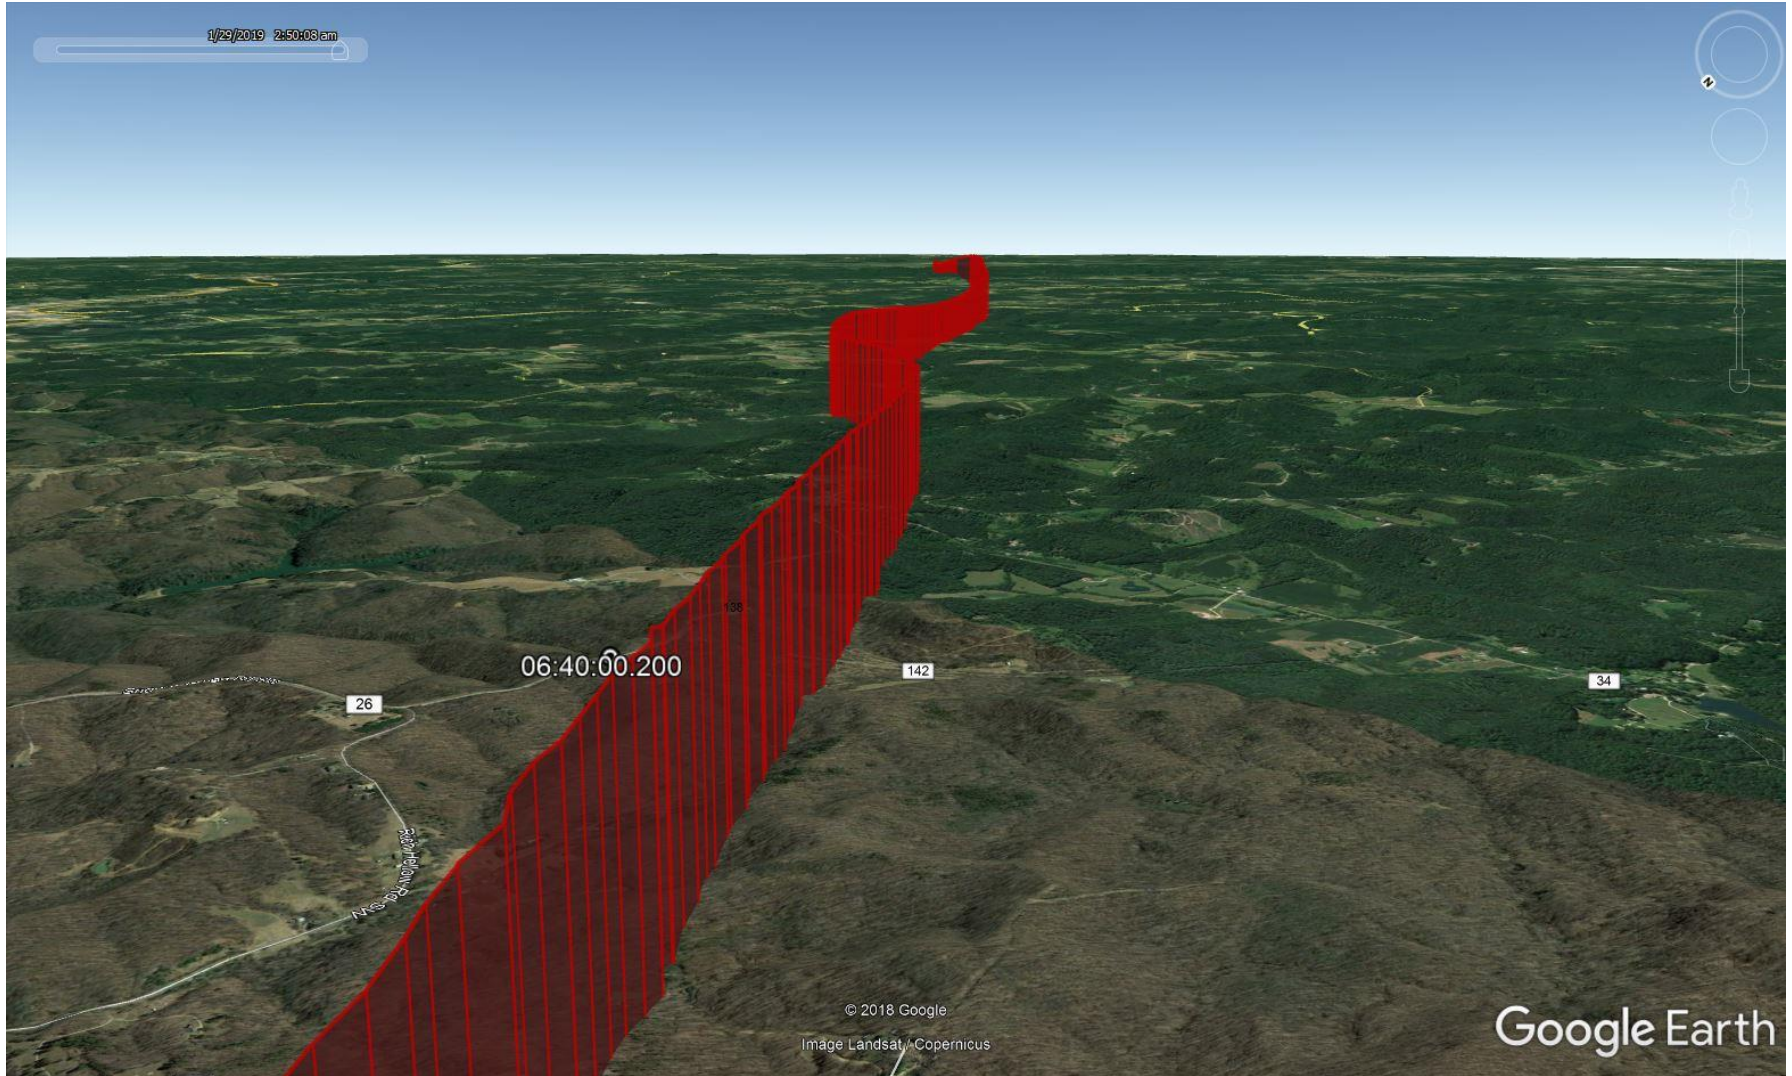 1/29/2019 2:50:08 am
N
138
06:40:00.200
142
34
26
© 2018 Google
Image Landsat / Copernicus
Google Earth